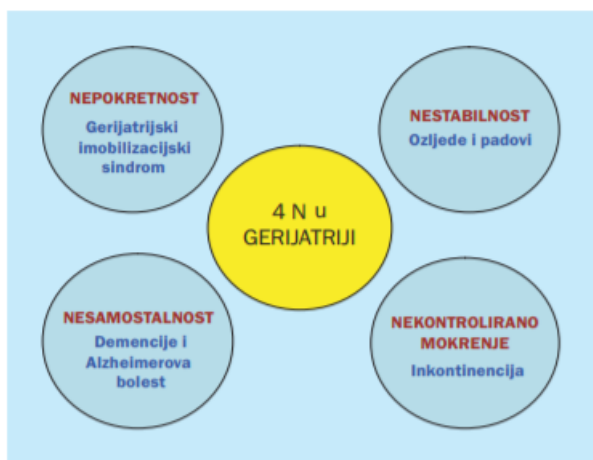 NEPOKRETNOST
Gerijatrijski
imobilizacijski
sindrom
NESTABILNOST
Ozljede i padovi
4 N u
GERIJATRIJI
NESAMOSTALNOST
Demencije i
Alzheimerova
bolest
NEKONTROLIRANO
MOKRENJE
Inkontinencija